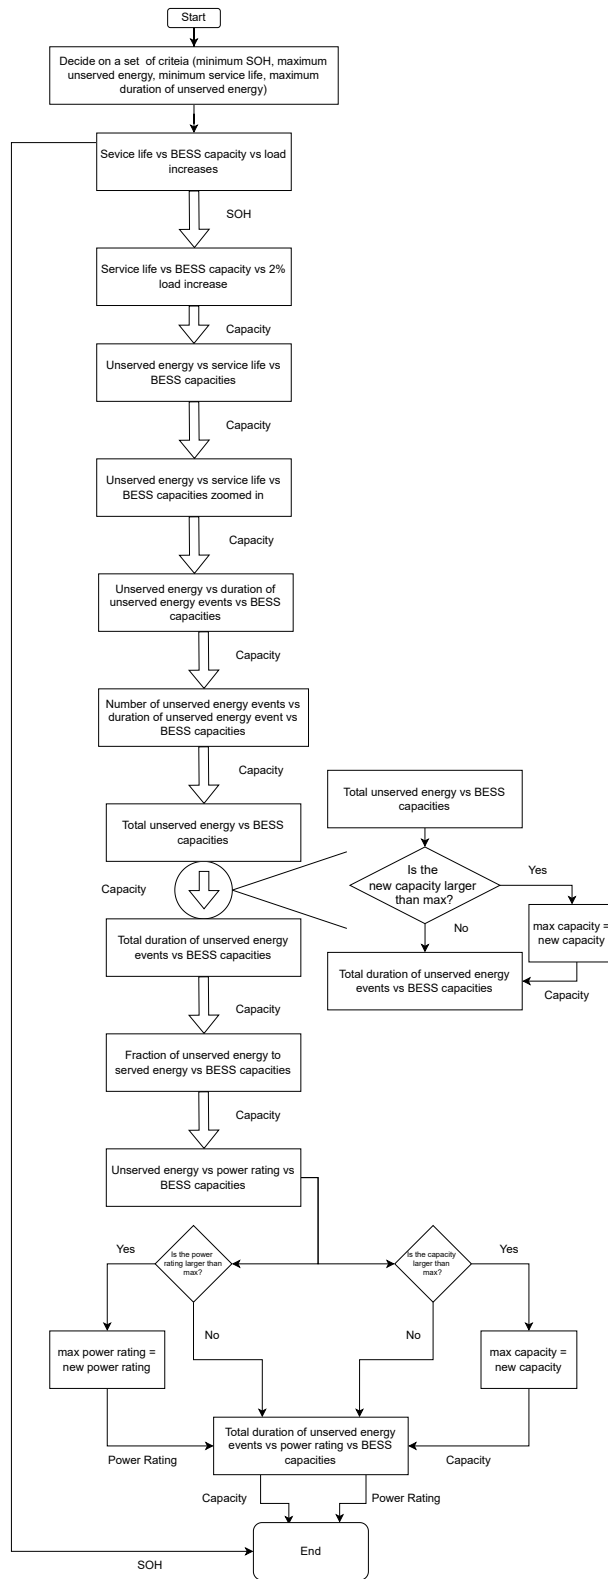 Start
Decide on a set of criteia (minimum SOH, maximum
unserved energy, minimum service life, maximum
duration of unserved energy)
Sevice life vs BESS capacity vs load
increases
SOH
Service life vs BESS capacity vs 2%
load increase
Capacity
Unserved energy vs service life vs
BESS capacities
Capacity
Unserved energy vs service life vs
BESS capacities zoomed in
Capacity
Unserved energy vs duration of
unserved energy events vs BESS
capacities
Capacity
Number of unserved energy events vs
duration of unserved energy event vs
BESS capacities
Capacity
Total unserved energy vs BESS
capacities
Capacity
Total duration of unserved energy
events vs BESS capacities
Total unserved energy vs BESS
capacities
Is the
new capacity larger
than max?
Yes
No
max capacity =
new capacity
Total duration of unserved energy
events vs BESS capacities
Capacity
Capacity
Fraction of unserved energy to
served energy vs BESS capacities
Capacity
Unserved energy vs power rating vs
BESS capacities
Yes
Is the power
rating larger than
max?
Is the capacity
larger than
max?
Yes
No
No
max power rating =
new power rating
max capacity =
new capacity
Total duration of unserved energy
events vs power rating vs BESS
capacities
Power Rating
Capacity
Capacity
Power Rating
End
SOH